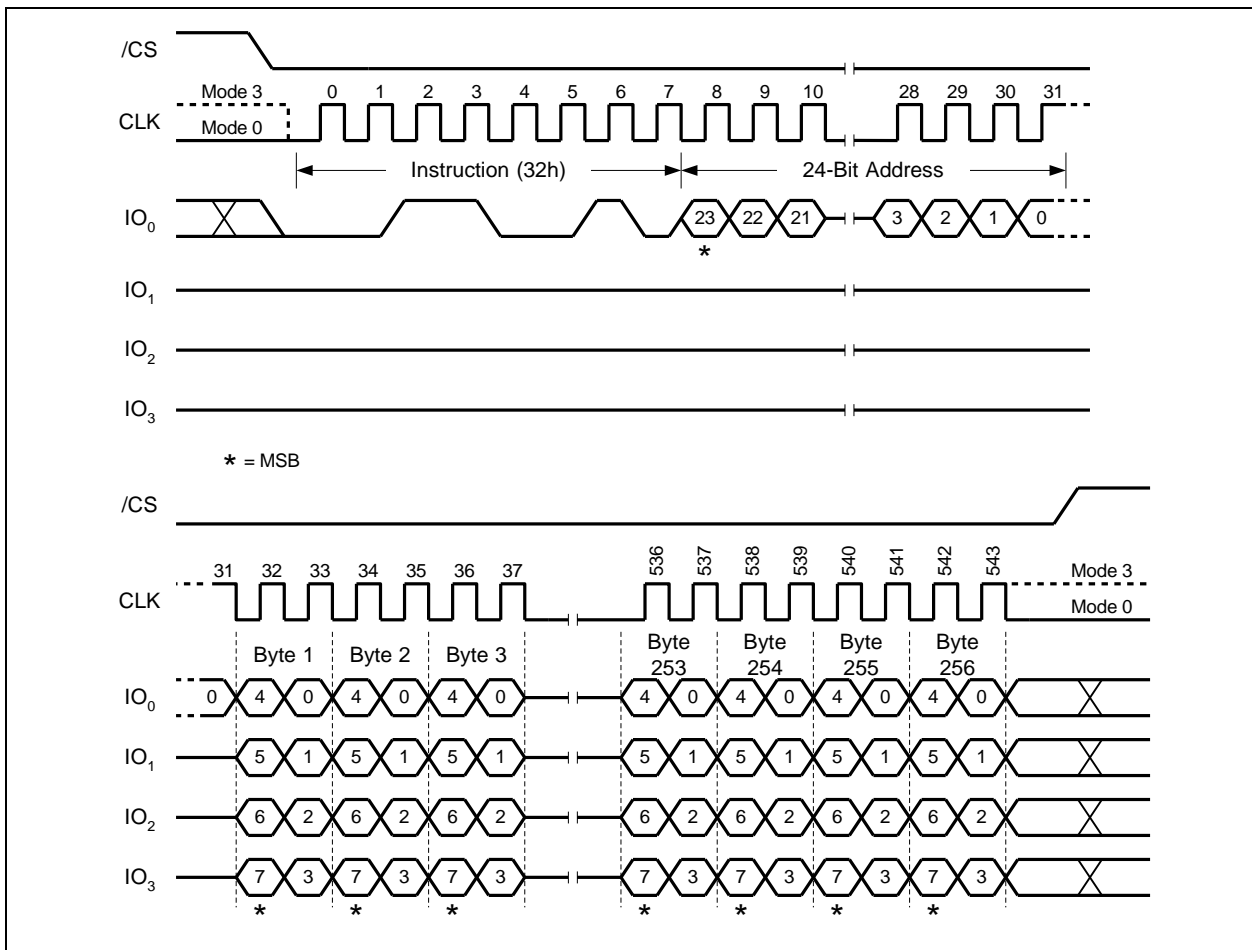 /CS
Mode 3 0 1 2 3 4 5 6 7 8 9 10 28 29 30 31
CLK
Mode 0
Instruction (32h) 24-Bit Address
IO0 23 22 21 3 2 1 0
*
IO1
IO2
IO3
* = MSB
/CS
31 32 33 34 35 36 37 536 537 538 539 540 541 542 543
Mode 3
CLK
Mode 0
Byte 1 Byte 2 Byte 3 Byte 253 Byte 254 Byte 255 Byte 256
IO0 0 4 0 4 0 4 0 4 0 4 0 4 0 4 0
IO1 5 1 5 1 5 1 5 1 5 1 5 1 5 1
IO2 6 2 6 2 6 2 6 2 6 2 6 2 6 2
IO3 7 3 7 3 7 3 7 3 7 3 7 3 7 3
* * * * * * *